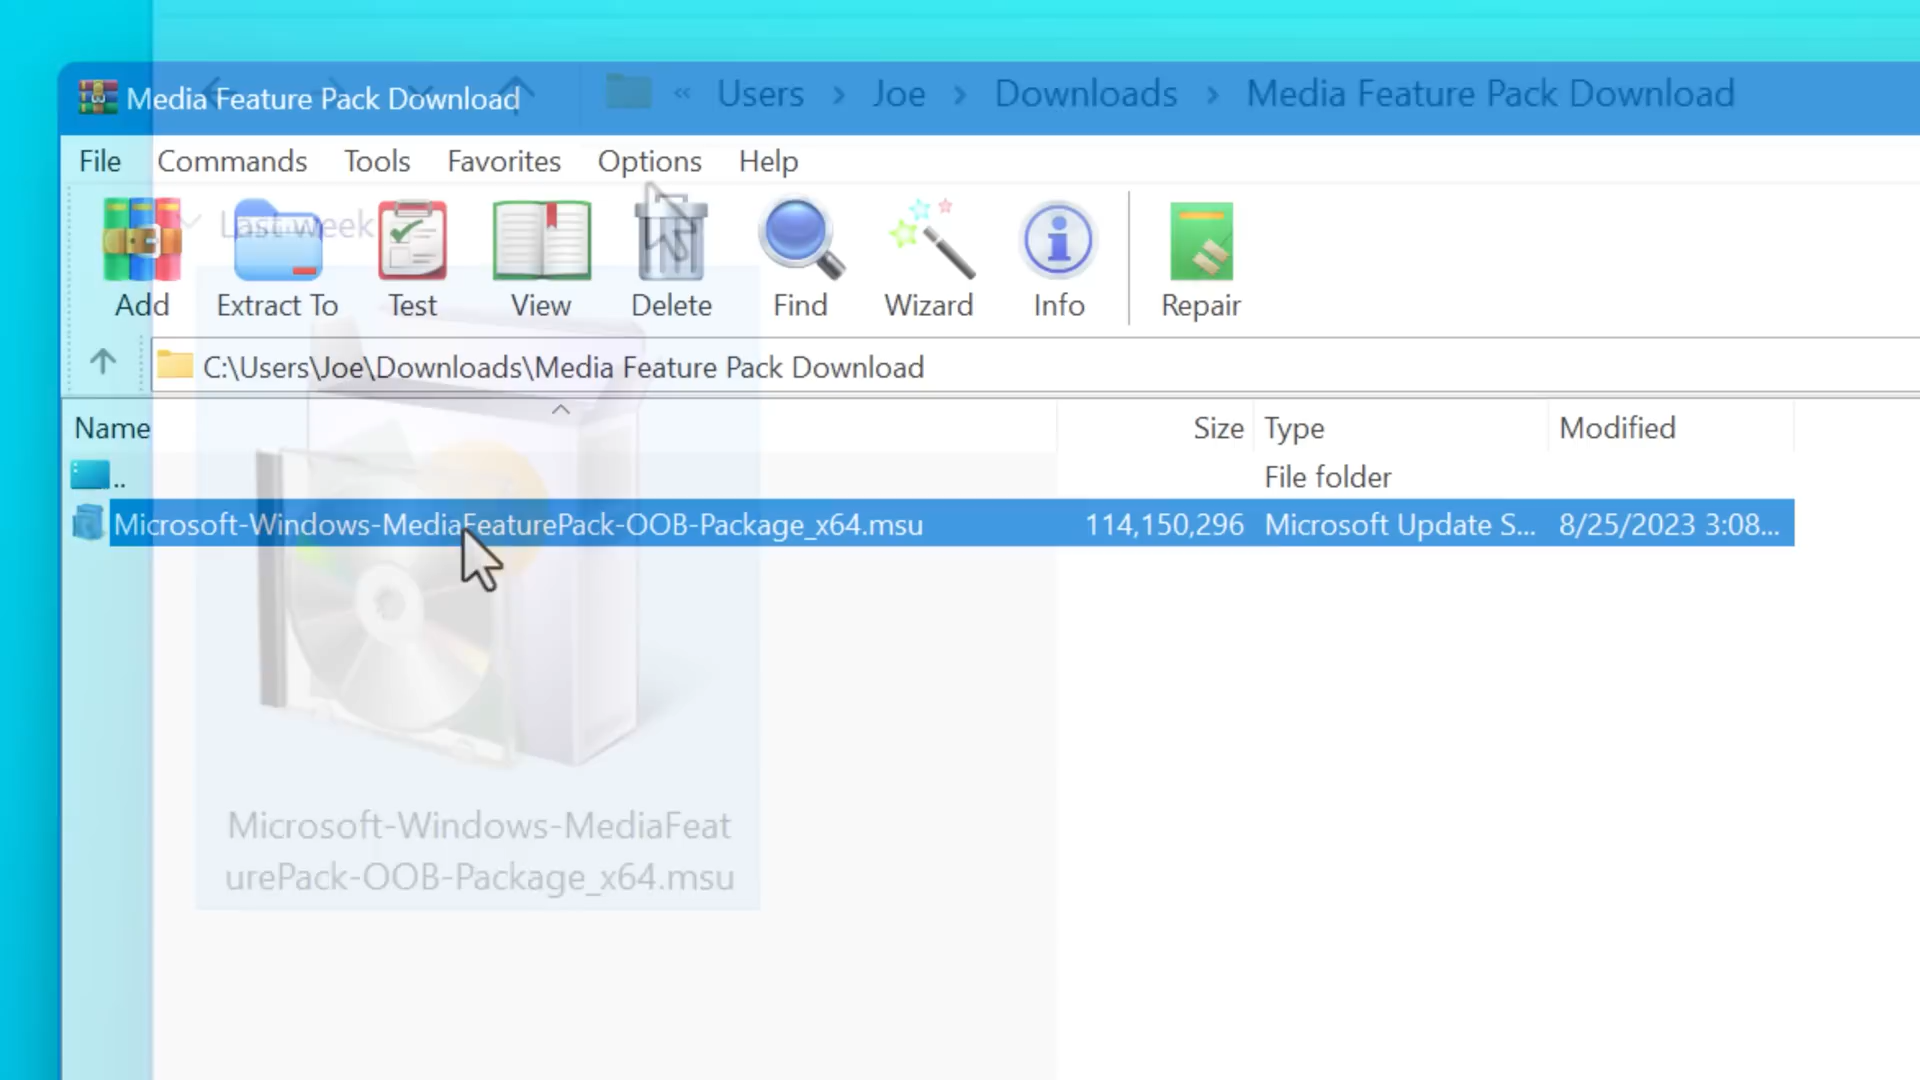 Media Feature Pack Download
« Users › Joe › Downloads › Media Feature Pack Download
File Commands Tools Favorites Options Help
Last week
Add Extract To Test View Delete Find Wizard Info Repair
C:\Users\Joe\Downloads\Media Feature Pack Download
Name Size Type Modified
.. File folder
Microsoft-Windows-MediaFeaturePack-OOB-Package_x64.msu 114,150,296 Microsoft Update S... 8/25/2023 3:08...
Microsoft-Windows-MediaFeat
urePack-OOB-Package_x64.msu